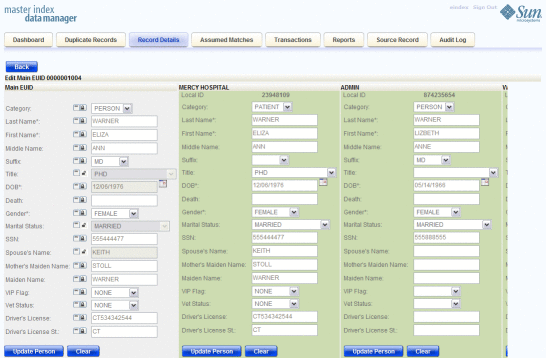 master index
data manager
Sign Out
Sun
microsystems
Dashboard Duplicate Records Record Details Assumed Matches Transactions Reports Source Record Audit Log
Back
Edit Main EUID 0000001004
Main EUID MERCY HOSPITAL ADMIN
Local ID 23948109 Local ID 874235654
Category: PERSON Category: PATIENT Category: PERSON
Last Name*: WARNER Last Name*: WARNER Last Name*: WARNER
First Name*: ELIZA First Name*: ELIZA First Name*: LIZBETH
Middle Name: ANN Middle Name: ANN Middle Name: ANNE
Suffix: MD Suffix: Suffix: MD
Title: PHD Title: PHD Title:
DOB*: 12/06/1976 DOB*: 12/06/1976 DOB*: 05/14/1966
Death: Death: Death:
Gender*: FEMALE Gender*: FEMALE Gender*: FEMALE
Marital Status: MARRIED Marital Status: MARRIED Marital Status: MARRIED
SSN: 555444477 SSN: 555444477 SSN:
Spouse's Name: KEITH Spouse's Name: KEITH Spouse's Name:
Mother's Maiden Name: STOLL Mother's Maiden Name: STOLL Mother's Maiden Name:
Maiden Name: WARNER Maiden Name: WARNER Maiden Name:
VIP Flag: NONE VIP Flag: NONE VIP Flag:
Vet Status: NONE Vet Status: NONE Vet Status:
Driver's License: CT534342544 Driver's License: CT534342544 Driver's License:
Driver's License St.: CT Driver's License St.: CT Driver's License St.:
Update Person Clear Update Person Clear Update Person Clear